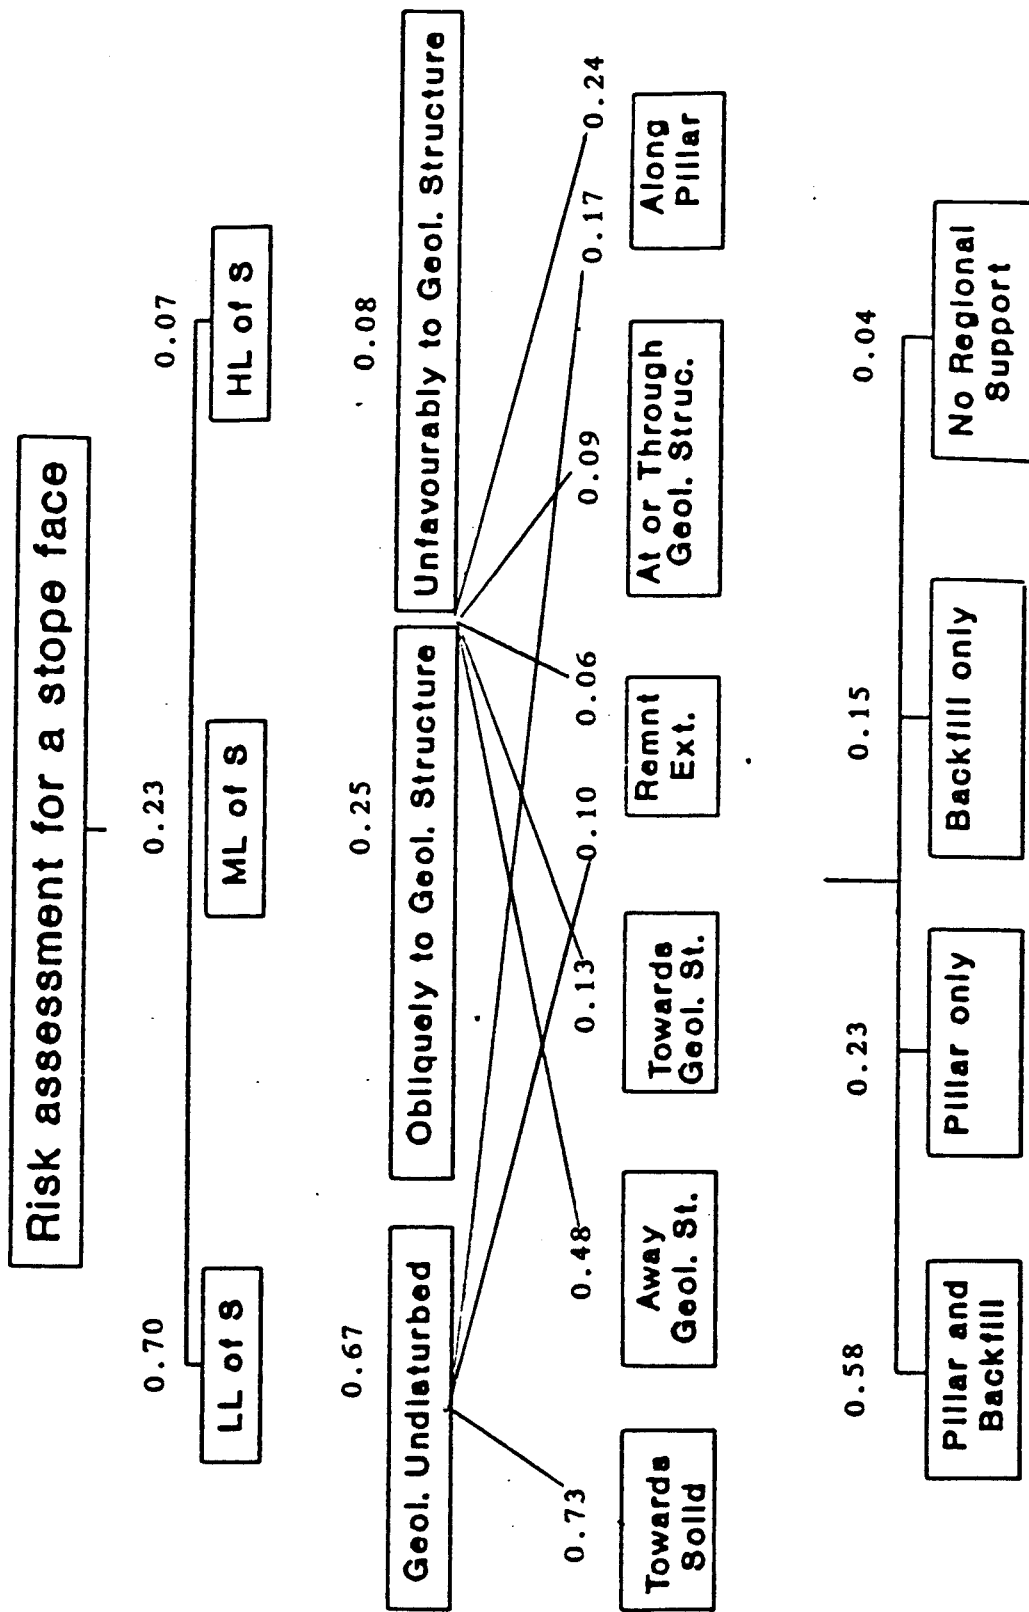 Risk assessment for a stope face
0.70 0.23 0.07
LL of S ML of S HL of S
0.67 0.25 0.08
Geol. Undisturbed Obliquely to Geol. Structure Unfavourably to Geol. Structure
0.73 0.48 0.13 0.10 0.06 0.09 0.17 0.24
Towards
Solid
Away
Geol. St.
Towards
Geol. St.
Remnt
Ext.
At or Through
Geol. Struc.
Along
Pillar
0.58 0.23 0.15 0.04
Pillar and
Backfill
Pillar only
Backfill only
No Regional
Support